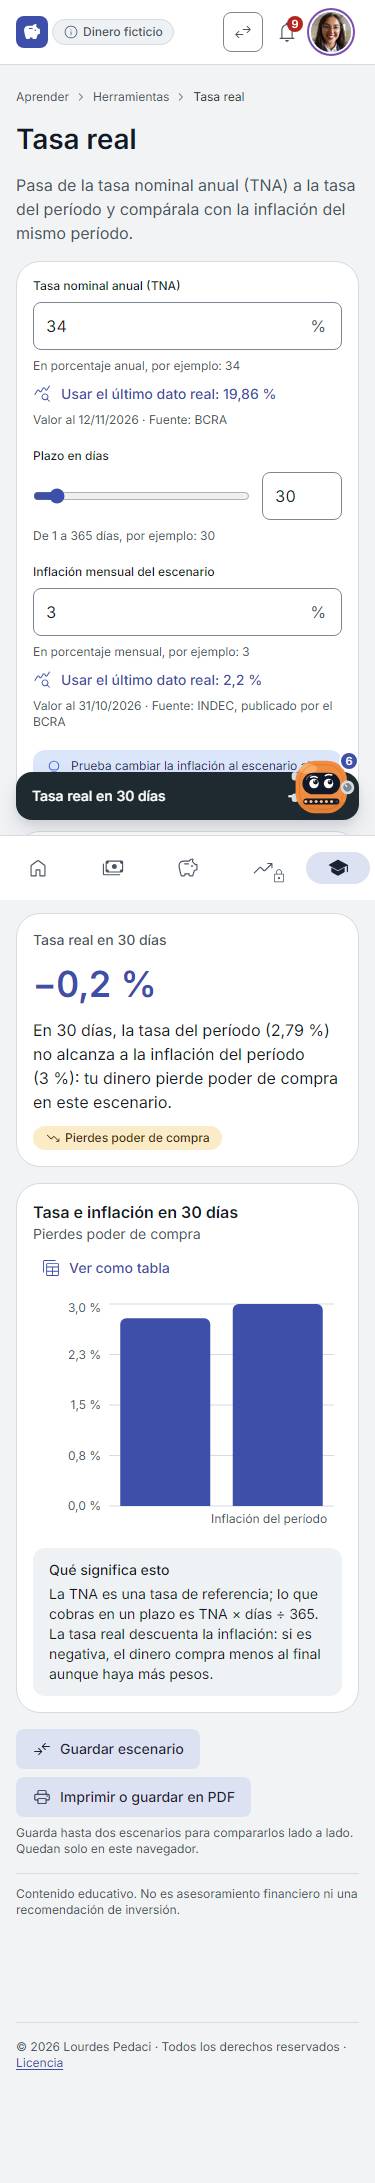 Dinero ficticio
9
Aprender > Herramientas > Tasa real
Tasa real
Pasa de la tasa nominal anual (TNA) a la tasa
del período y compárala con la inflación del
mismo período.
Tasa nominal anual (TNA)
34 %
En porcentaje anual, por ejemplo: 34
Usar el último dato real: 19,86 %
Valor al 12/11/2026 · Fuente: BCRA
Plazo en días
30
De 1 a 365 días, por ejemplo: 30
Inflación mensual del escenario
3 %
En porcentaje mensual, por ejemplo: 3
Usar el último dato real: 2,2 %
Valor al 31/10/2026 · Fuente: INDEC, publicado por el
BCRA
Prueba cambiar la inflación al escenario
6
Tasa real en 30 días
Tasa real en 30 días
−0,2 %
En 30 días, la tasa del período (2,79 %)
no alcanza a la inflación del período
(3 %): tu dinero pierde poder de compra
en este escenario.
Pierdes poder de compra
Tasa e inflación en 30 días
Pierdes poder de compra
Ver como tabla
3,0 %
2,3 %
1,5 %
0,8 %
0,0 %
Inflación del período
Qué significa esto
La TNA es una tasa de referencia; lo que
cobras en un plazo es TNA × días ÷ 365.
La tasa real descuenta la inflación: si es
negativa, el dinero compra menos al final
aunque haya más pesos.
Guardar escenario
Imprimir o guardar en PDF
Guarda hasta dos escenarios para compararlos lado a lado.
Quedan solo en este navegador.
Contenido educativo. No es asesoramiento financiero ni una
recomendación de inversión.
© 2026 Lourdes Pedaci · Todos los derechos reservados ·
Licencia